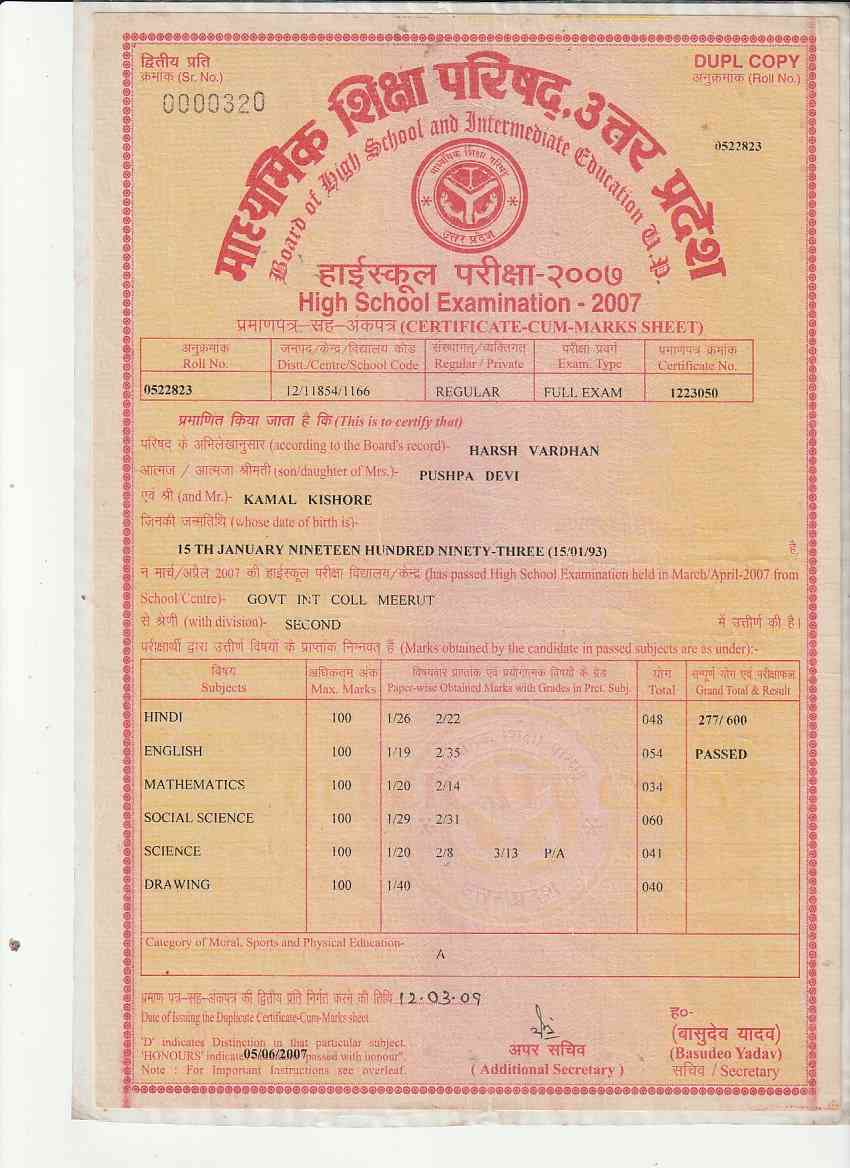 द्वितीय प्रति DUPL COPY
क्रमांक (Sr. No.) अनुक्रमांक (Roll No.)
0000320
0522823
माध्यमिक शिक्षा परिषद्, उत्तर प्रदेश
Board of High School and Intermediate Education U.P.
माध्यमिक शिक्षा परिषद्
उत्तर प्रदेश
हाईस्कूल परीक्षा-२००७
High School Examination - 2007
प्रमाणपत्र–सह–अंकपत्र (CERTIFICATE-CUM-MARKS SHEET)
अनुक्रमांक जनपद/केन्द्र/विद्यालय कोड संस्थागत/व्यक्तिगत परीक्षा प्रवर्ग प्रमाणपत्र क्रमांक
Roll No. Distt./Centre/School Code Regular / Private Exam. Type Certificate No.
0522823 12/11854/1166 REGULAR FULL EXAM 1223050
प्रमाणित किया जाता है कि (This is to certify that)
परिषद के अभिलेखानुसार (according to the Board's record)- HARSH VARDHAN
आत्मज / आत्मजा श्रीमती (son/daughter of Mrs.)- PUSHPA DEVI
एवं श्री (and Mr.)- KAMAL KISHORE
जिनकी जन्मतिथि (whose date of birth is)-
15 TH JANUARY NINETEEN HUNDRED NINETY-THREE (15/01/93) है,
न मार्च/अप्रैल 2007 की हाईस्कूल परीक्षा विद्यालय/केन्द्र (has passed High School Examination held in March/April-2007 from
School/Centre)- GOVT INT COLL MEERUT
से श्रेणी (with division)- SECOND में उत्तीर्ण की है।
परीक्षार्थी द्वारा उत्तीर्ण विषयों के प्राप्तांक निम्नवत् हैं (Marks obtained by the candidate in passed subjects are as under):-
विषय अधिकतम अंक विषयवार प्राप्तांक एवं प्रयोगात्मक विषयों के ग्रेड योग सम्पूर्ण योग एवं परीक्षाफल
Subjects Max. Marks Paper-wise Obtained Marks with Grades in Prct. Subj. Total Grand Total & Result
HINDI 100 1/26 2/22 048 277/600
ENGLISH 100 1/19 2/35 054 PASSED
MATHEMATICS 100 1/20 2/14 034
SOCIAL SCIENCE 100 1/29 2/31 060
SCIENCE 100 1/20 2/8 3/13 P/A 041
DRAWING 100 1/40 040
Category of Moral, Sports and Physical Education-
A
प्रमाण पत्र–सह–अंकपत्र की द्वितीय प्रति निर्गत करने की तिथि 12.03.09
Date of Issuing the Duplicate Certificate-Cum-Marks sheet
'D' indicates Distinction in that particular subject.
'HONOURS' indicate 05/06/2007 passed with honour".
Note : For Important Instructions see overleaf.
अपर सचिव
( Additional Secretary )
ह०-
(बासुदेव यादव)
(Basudeo Yadav)
सचिव / Secretary